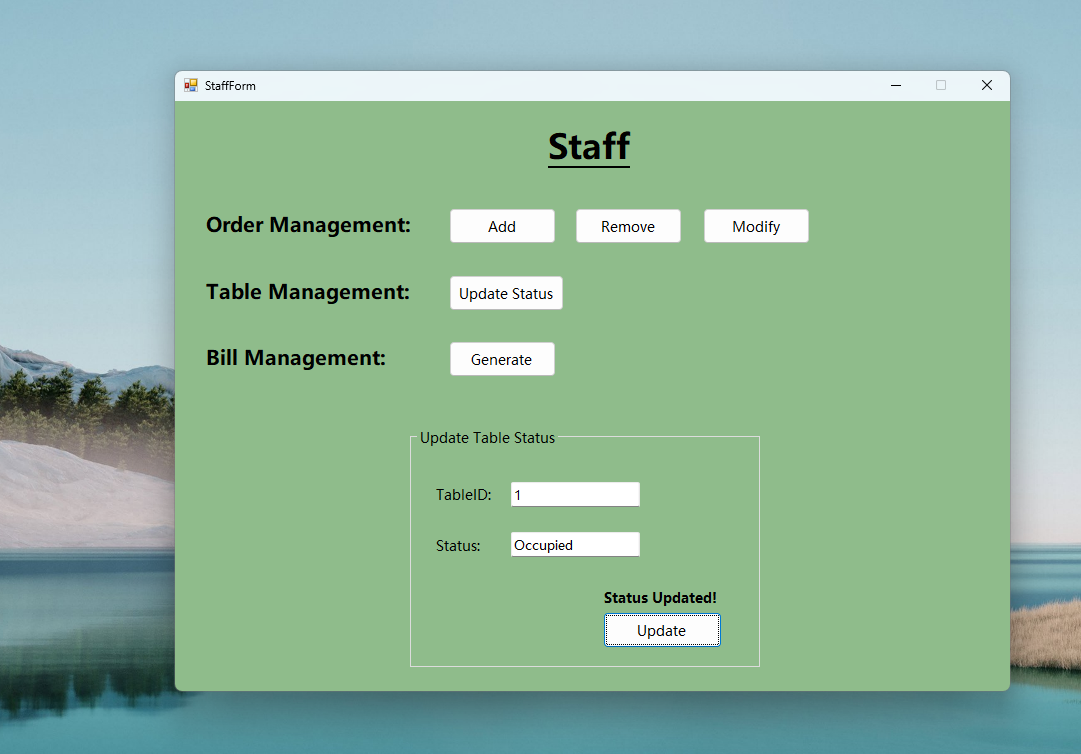 StaffForm
Staff
Order Management: Add Remove Modify
Table Management: Update Status
Bill Management: Generate
Update Table Status
TableID: 1
Status: Occupied
Status Updated!
Update